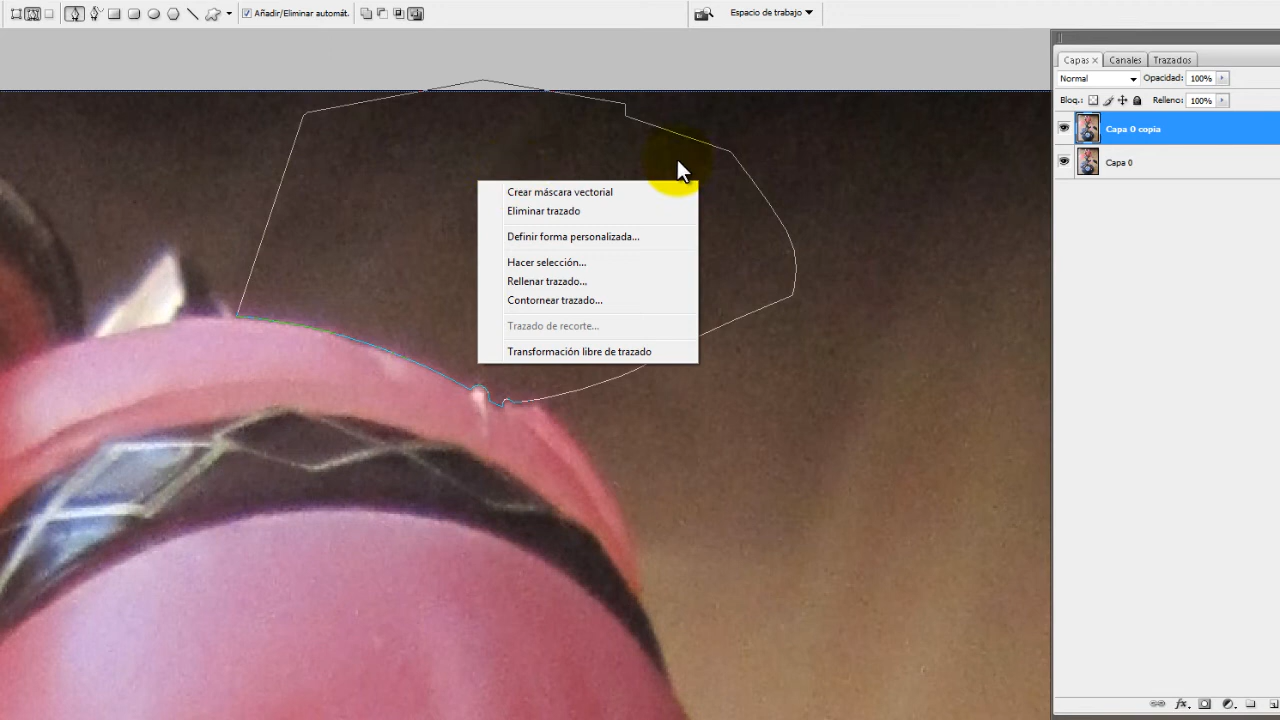 Añadir/Eliminar automát.
Espacio de trabajo
Capas x Canales Trazados
Normal Opacidad: 100%
Bloq.: Relleno: 100%
Capa 0 copia
Capa 0
Crear máscara vectorial
Eliminar trazado
Definir forma personalizada...
Hacer selección...
Rellenar trazado...
Contornear trazado...
Trazado de recorte...
Transformación libre de trazado
fx